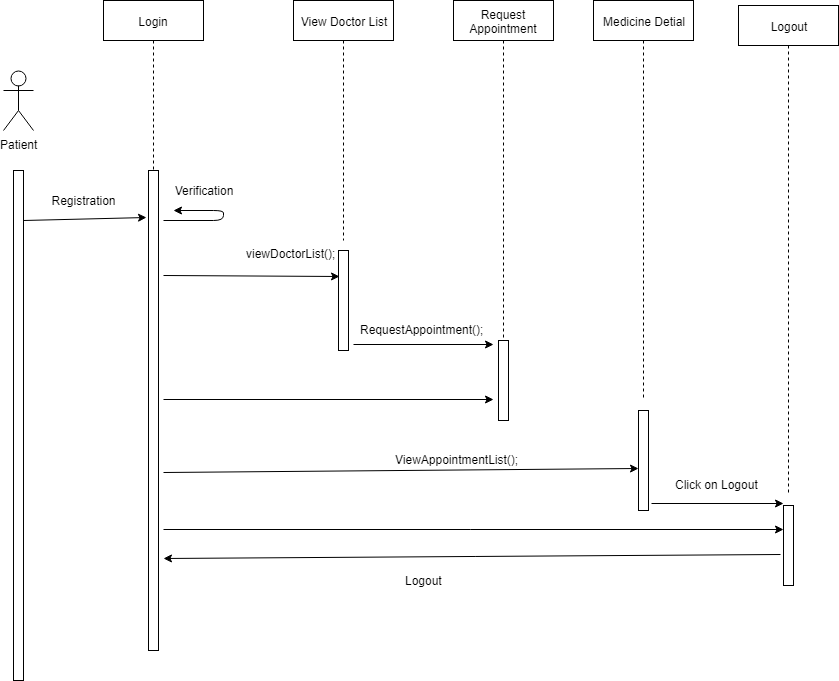 Login
View Doctor List
Request
Appointment
Medicine Detial
Logout
Patient
Registration
Verification
viewDoctorList();
RequestAppointment();
ViewAppointmentList();
Click on Logout
Logout